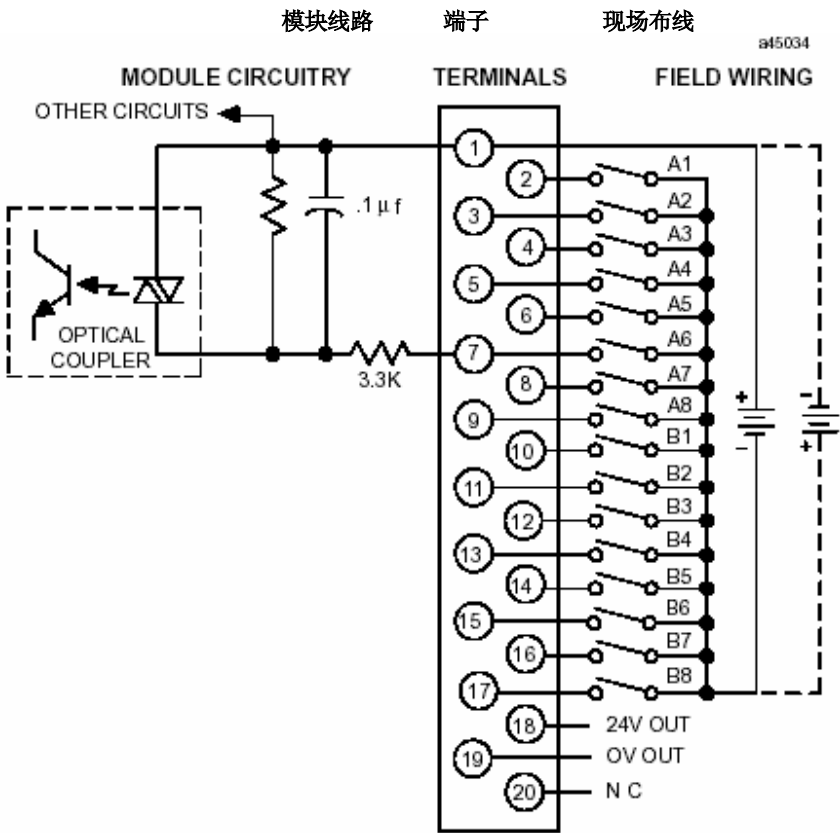 模块线路 端子 现场布线
a45034
MODULE CIRCUITRY TERMINALS FIELD WIRING
OTHER CIRCUITS
.1 μf
OPTICAL
COUPLER
3.3K
1
2 A1
3 A2
4 A3
5 A4
6 A5
7 A6
8 A7
9 A8
10 B1
11 B2
12 B3
13 B4
14 B5
15 B6
16 B7
17 B8
18 24V OUT
19 OV OUT
20 N C
+ -
- +